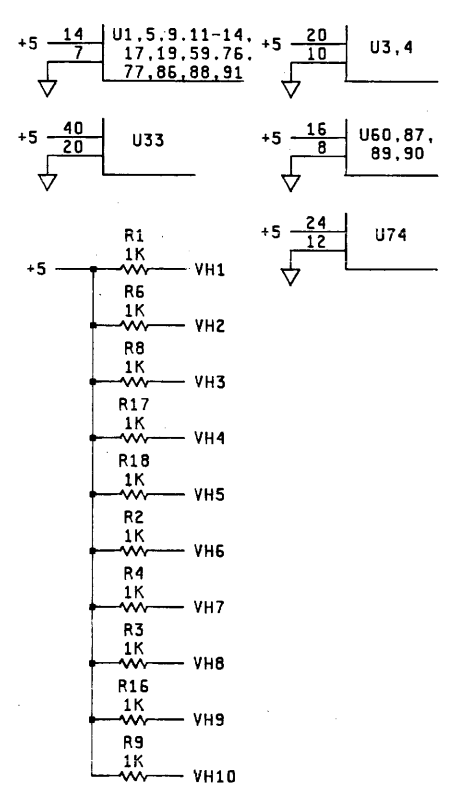 +5 14 U1,5,9,11-14,
7 17,19,59,76,
77,86,88,91
+5 20 U3,4
10
+5 40 U33
20
+5 16 U60,87,
8 89,90
+5 24 U74
12
R1
1K
+5 VH1
R6
1K
VH2
R8
1K
VH3
R17
1K
VH4
R18
1K
VH5
R2
1K
VH6
R4
1K
VH7
R3
1K
VH8
R16
1K
VH9
R9
1K
VH10